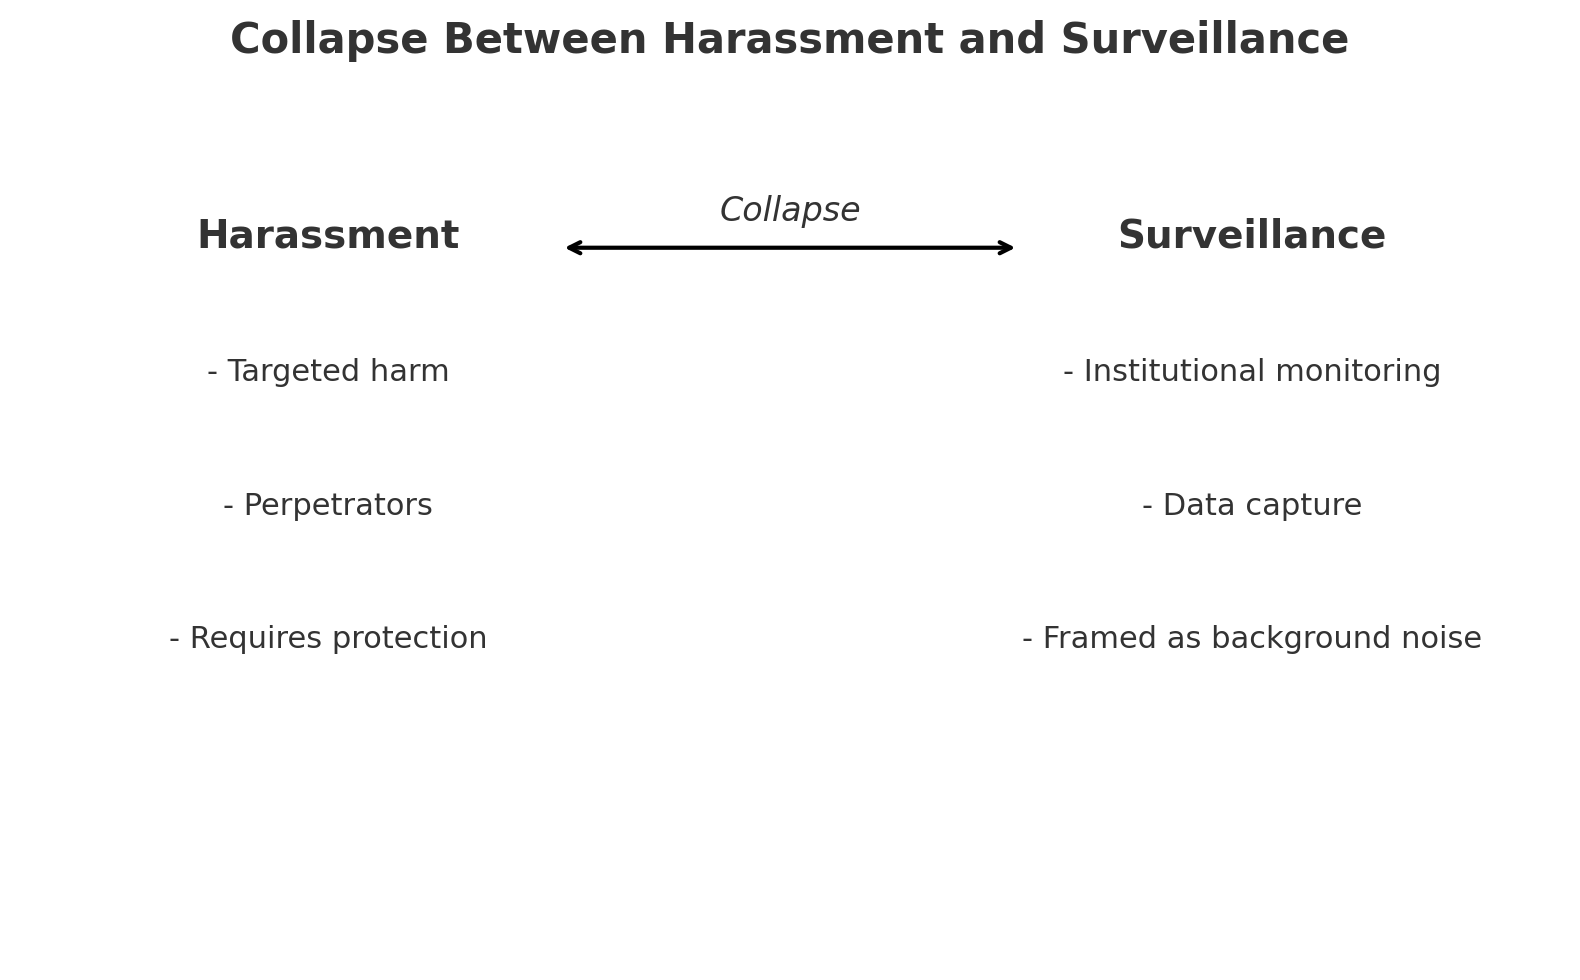 Collapse Between Harassment and Surveillance
Collapse
Harassment
Surveillance
- Targeted harm
- Institutional monitoring
- Perpetrators
- Data capture
- Requires protection
- Framed as background noise